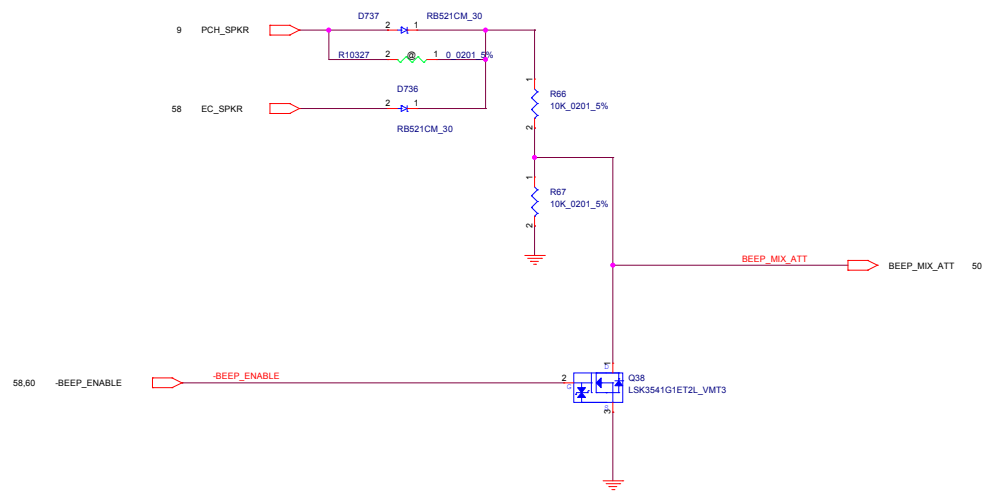 D737 RB521CM_30
9 PCH_SPKR 2 1
R10327 2 @ 1 0_0201_5%
D736
58 EC_SPKR 2 1
RB521CM_30
1
R66
10K_0201_5%
2
1
R67
10K_0201_5%
2
BEEP_MIX_ATT
BEEP_MIX_ATT 50
1
58,60 -BEEP_ENABLE
-BEEP_ENABLE
2
Q38
LSK3541G1ET2L_VMT3
3